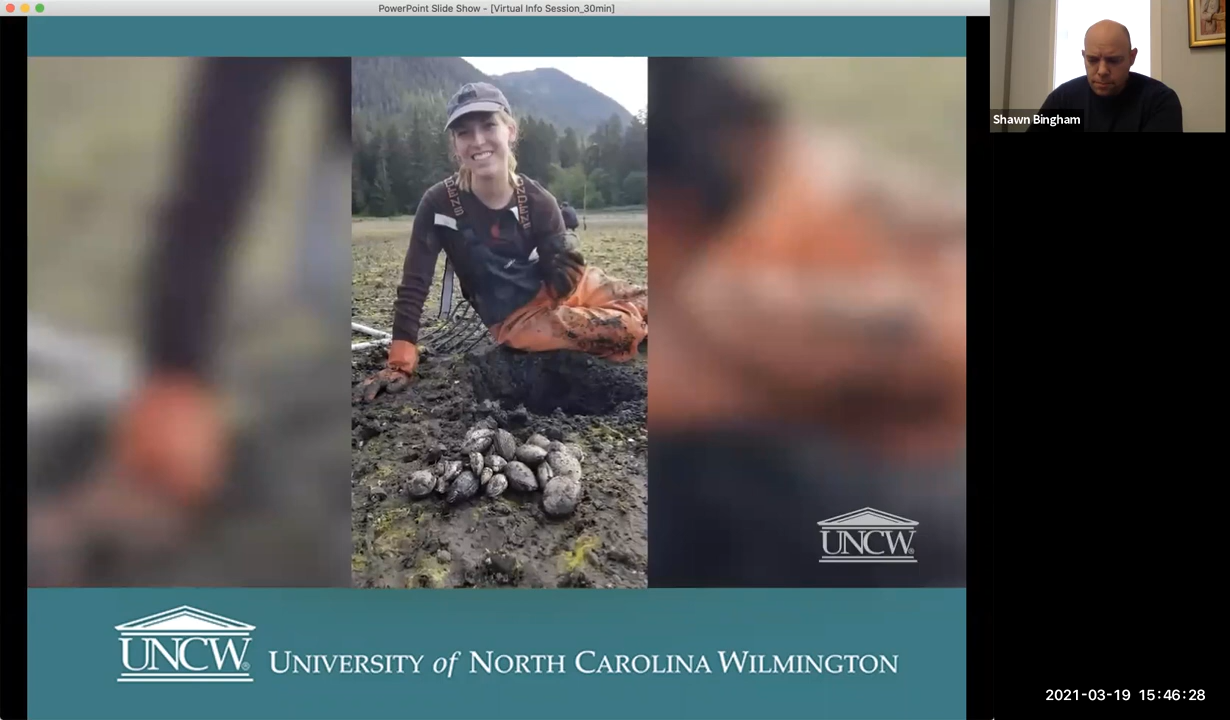 PowerPoint Slide Show - [Virtual Info Session_30min]
Shawn Bingham
UNCW
UNCW
UNIVERSITY of NORTH CAROLINA WILMINGTON
2021-03-19 15:46:28